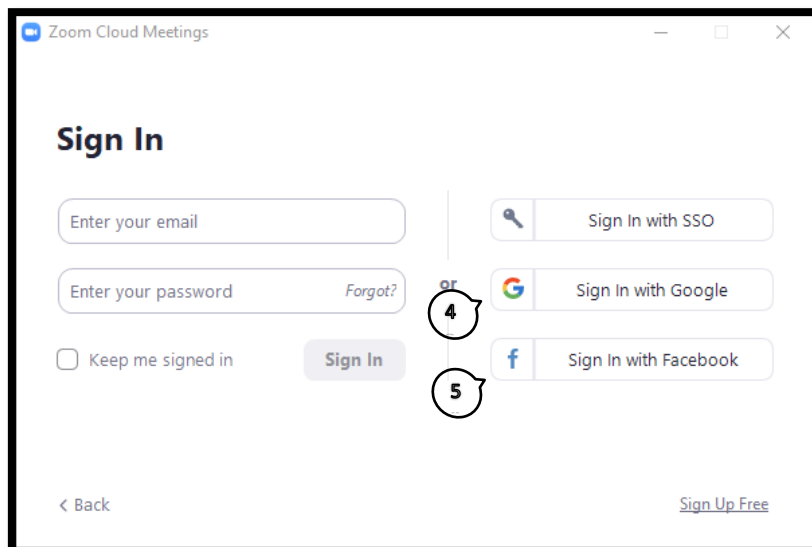 Zoom Cloud Meetings
Sign In
Enter your email
Enter your password
Forgot?
Keep me signed in
Sign In
or
4
5
Sign In with SSO
Sign In with Google
Sign In with Facebook
Back
Sign Up Free